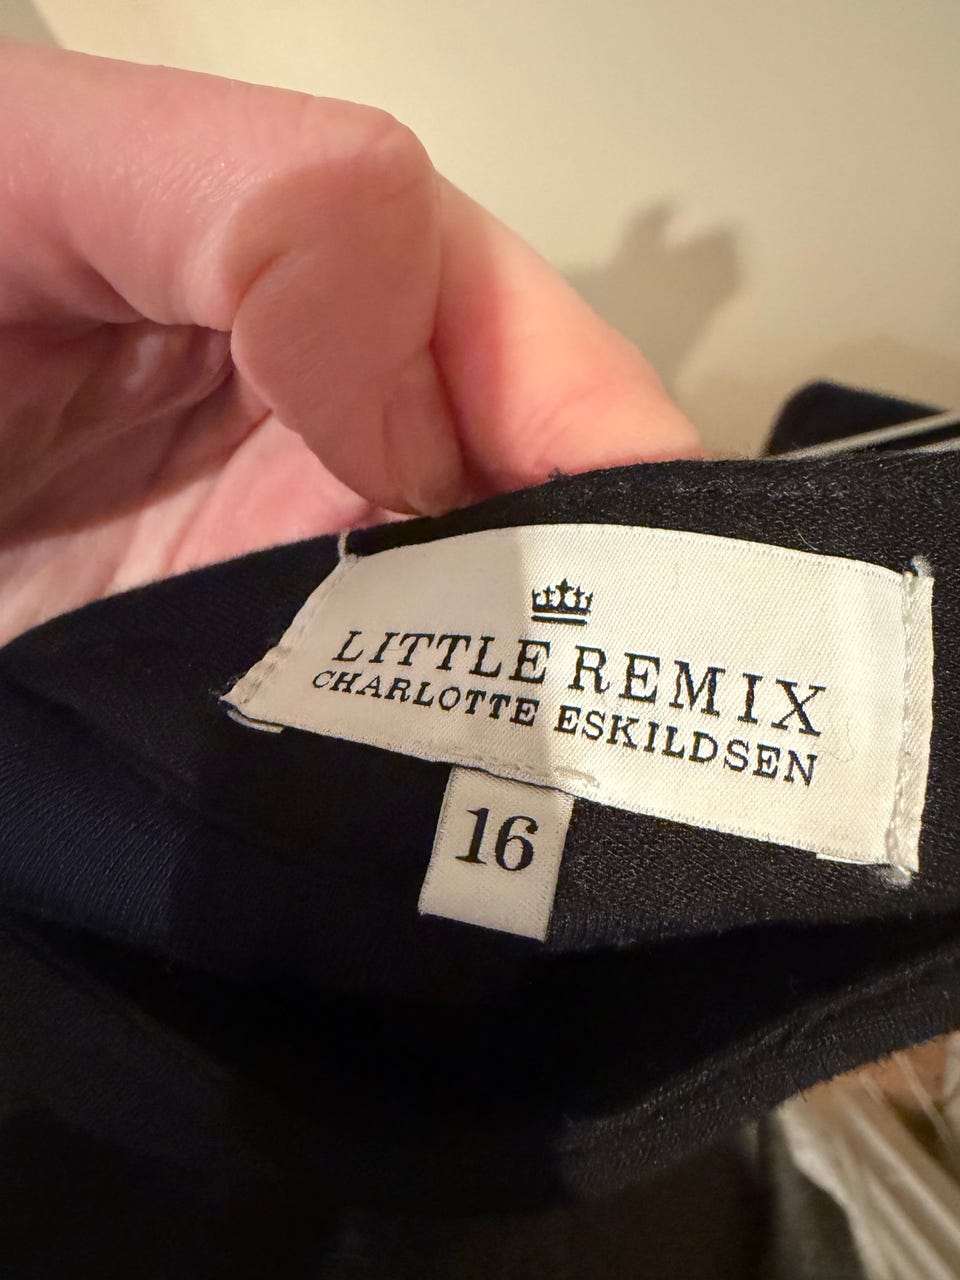 LITTLE REMIX
CHARLOTTE ESKILDSEN
16